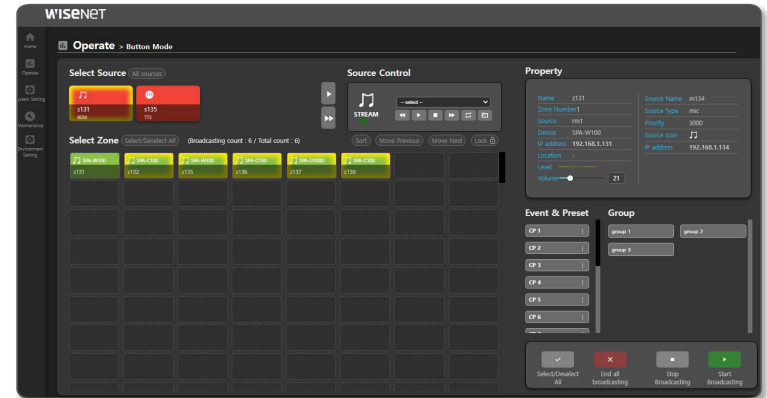 WISENET
Home
Operate
System Setting
Maintenance
Environment
Setting
Operate > Button Mode
Select Source All sources
s131
BGM
s135
TTS
Source Control
STREAM
-- select --
Select Zone Select/Deselect All (Broadcasting count : 6 / Total count : 6) Sort Move Previous Move Next Lock
SPA-W100
z131
SPA-C100
z132
SPA-W100
z135
SPA-C100
z136
z137
SPA-C100
z138
Property
Name z131
Zone Number 1
Source rm1
Device SPA-W100
IP address 192.168.1.131
Location -
Level
Volume 21
Source Name m134
Source Type mic
Priority 3000
Source Icon
IP address 192.168.1.134
Event & Preset
CP 1
CP 2
CP 3
CP 4
CP 5
CP 6
Group
group 1
group 2
group 3
Select/Deselect
All
End all
broadcasting
Stop
Broadcasting
Start
Broadcasting